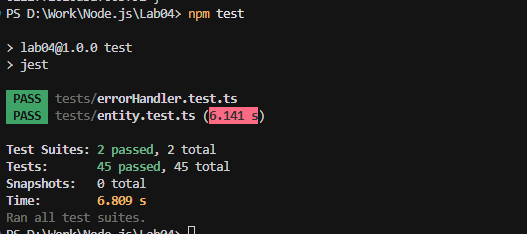 PS D:\Work\Node.js\Lab04> npm test
> lab04@1.0.0 test
> jest
PASS tests/errorHandler.test.ts
PASS tests/entity.test.ts (6.141 s)
Test Suites: 2 passed, 2 total
Tests: 45 passed, 45 total
Snapshots: 0 total
Time: 6.809 s
Ran all test suites.
PS D:\Work\Node.js\Lab04>